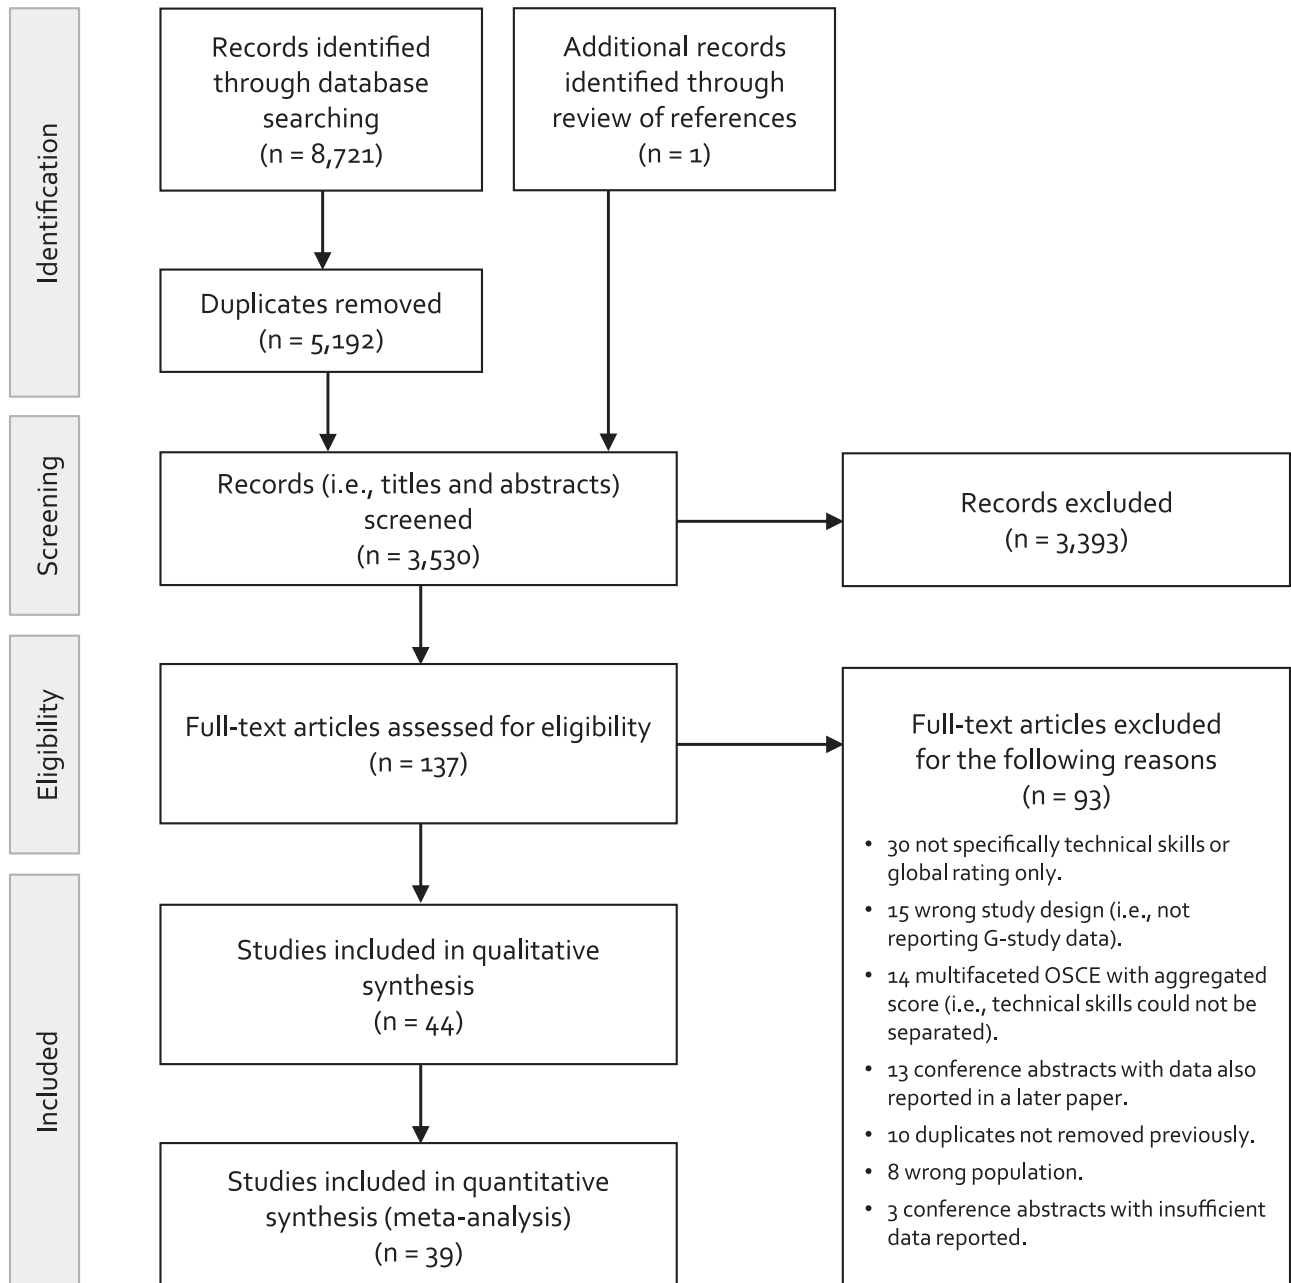 Identification
Records identified
through database
searching
(n = 8,721)
Additional records
identified through
review of references
(n = 1)
Duplicates removed
(n = 5,192)
Screening
Records (i.e., titles and abstracts)
screened
(n = 3,530)
Records excluded
(n = 3,393)
Eligibility
Full-text articles assessed for eligibility
(n = 137)
Full-text articles excluded
for the following reasons
(n = 93)
• 30 not specifically technical skills or
global rating only.
• 15 wrong study design (i.e., not
reporting G-study data).
• 14 multifaceted OSCE with aggregated
score (i.e., technical skills could not be
separated).
• 13 conference abstracts with data also
reported in a later paper.
• 10 duplicates not removed previously.
• 8 wrong population.
• 3 conference abstracts with insufficient
data reported.
Included
Studies included in qualitative
synthesis
(n = 44)
Studies included in quantitative
synthesis (meta-analysis)
(n = 39)